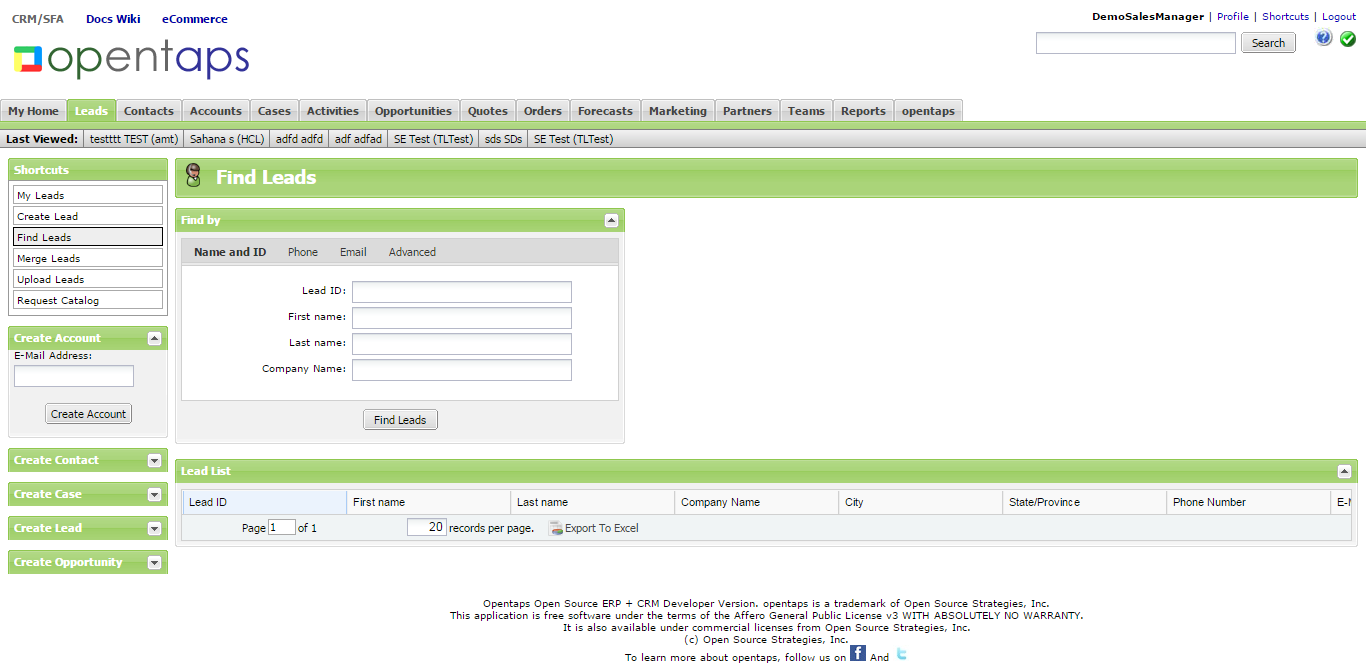 CRM/SFA Docs Wiki eCommerce
DemoSalesManager | Profile | Shortcuts | Logout
opentaps
Search
My Home Leads Contacts Accounts Cases Activities Opportunities Quotes Orders Forecasts Marketing Partners Teams Reports opentaps
Last Viewed: testttt TEST (amt) Sahana s (HCL) adfd adfd adf adfad SE Test (TLTest) sds SDs SE Test (TLTest)
Shortcuts
My Leads
Create Lead
Find Leads
Merge Leads
Upload Leads
Request Catalog
Create Account
E-Mail Address:
Create Account
Create Contact
Create Case
Create Lead
Create Opportunity
Find Leads
Find by
Name and ID Phone Email Advanced
Lead ID:
First name:
Last name:
Company Name:
Find Leads
Lead List
Lead ID First name Last name Company Name City State/Province Phone Number
Page 1 of 1 20 records per page. Export To Excel
Opentaps Open Source ERP + CRM Developer Version. opentaps is a trademark of Open Source Strategies, Inc.
This application is free software under the terms of the Affero General Public License v3 WITH ABSOLUTELY NO WARRANTY.
It is also available under commercial licenses from Open Source Strategies, Inc.
(c) Open Source Strategies, Inc.
To learn more about opentaps, follow us on f And t